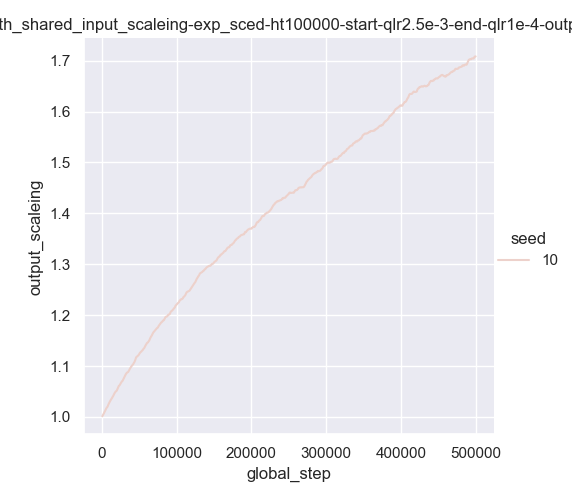 th_shared_input_scaleing-exp_sced-ht100000-start-qlr2.5e-3-end-qlr1e-4-outp
1.7
1.6
1.5
1.4
1.3
1.2
1.1
1.0
output_scaleing
0 100000 200000 300000 400000 500000
global_step
seed
10